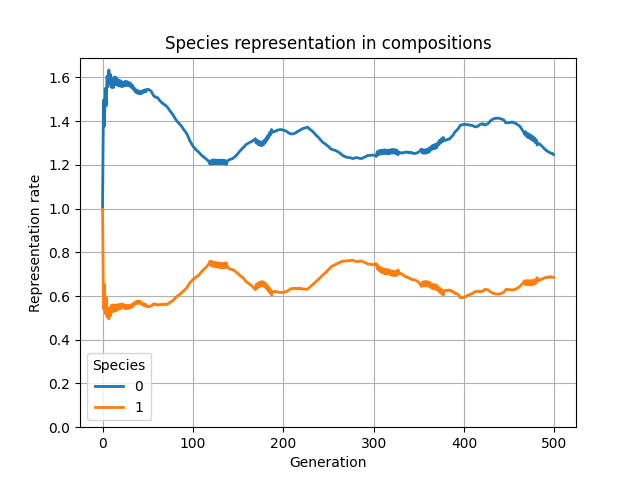 Species representation in compositions
Representation rate
1.6
1.4
1.2
1.0
0.8
0.6
0.4
0.2
0.0
Species
0
1
0 100 200 300 400 500
Generation